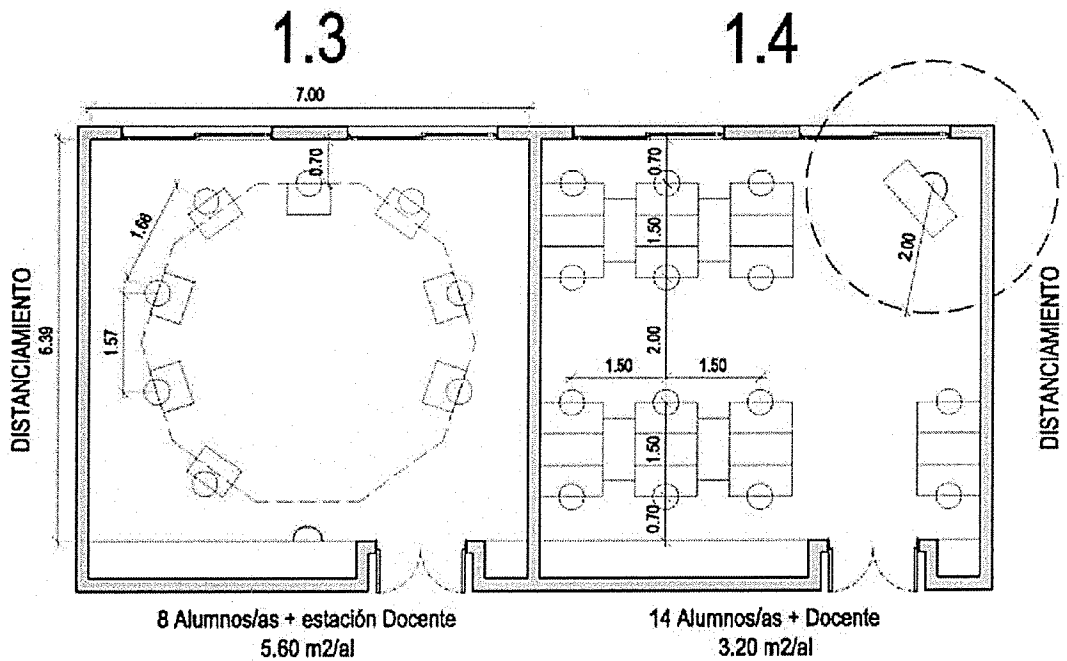 1.3
1.4
7.00
0.70
1.68
1.57
6.39
DISTANCIAMIENTO
0.70
1.50
2.00
1.50
1.50
1.50
0.70
2.00
DISTANCIAMIENTO
8 Alumnos/as + estación Docente
5.60 m2/al
14 Alumnos/as + Docente
3.20 m2/al